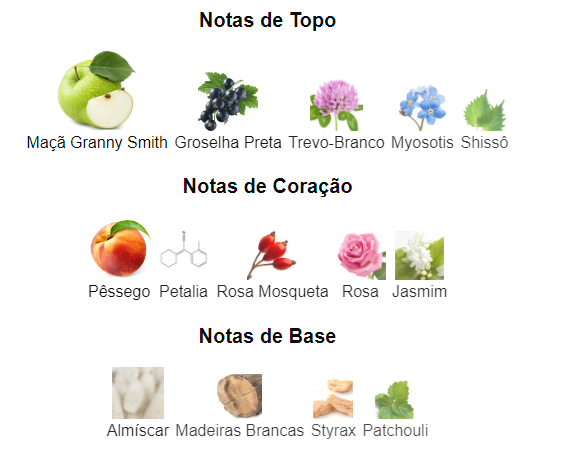 Notas de Topo
Maçã Granny Smith Groselha Preta Trevo-Branco Myosotis Shissô
Notas de Coração
Pêssego Petalia Rosa Mosqueta Rosa Jasmim
Notas de Base
Almíscar Madeiras Brancas Styrax Patchouli